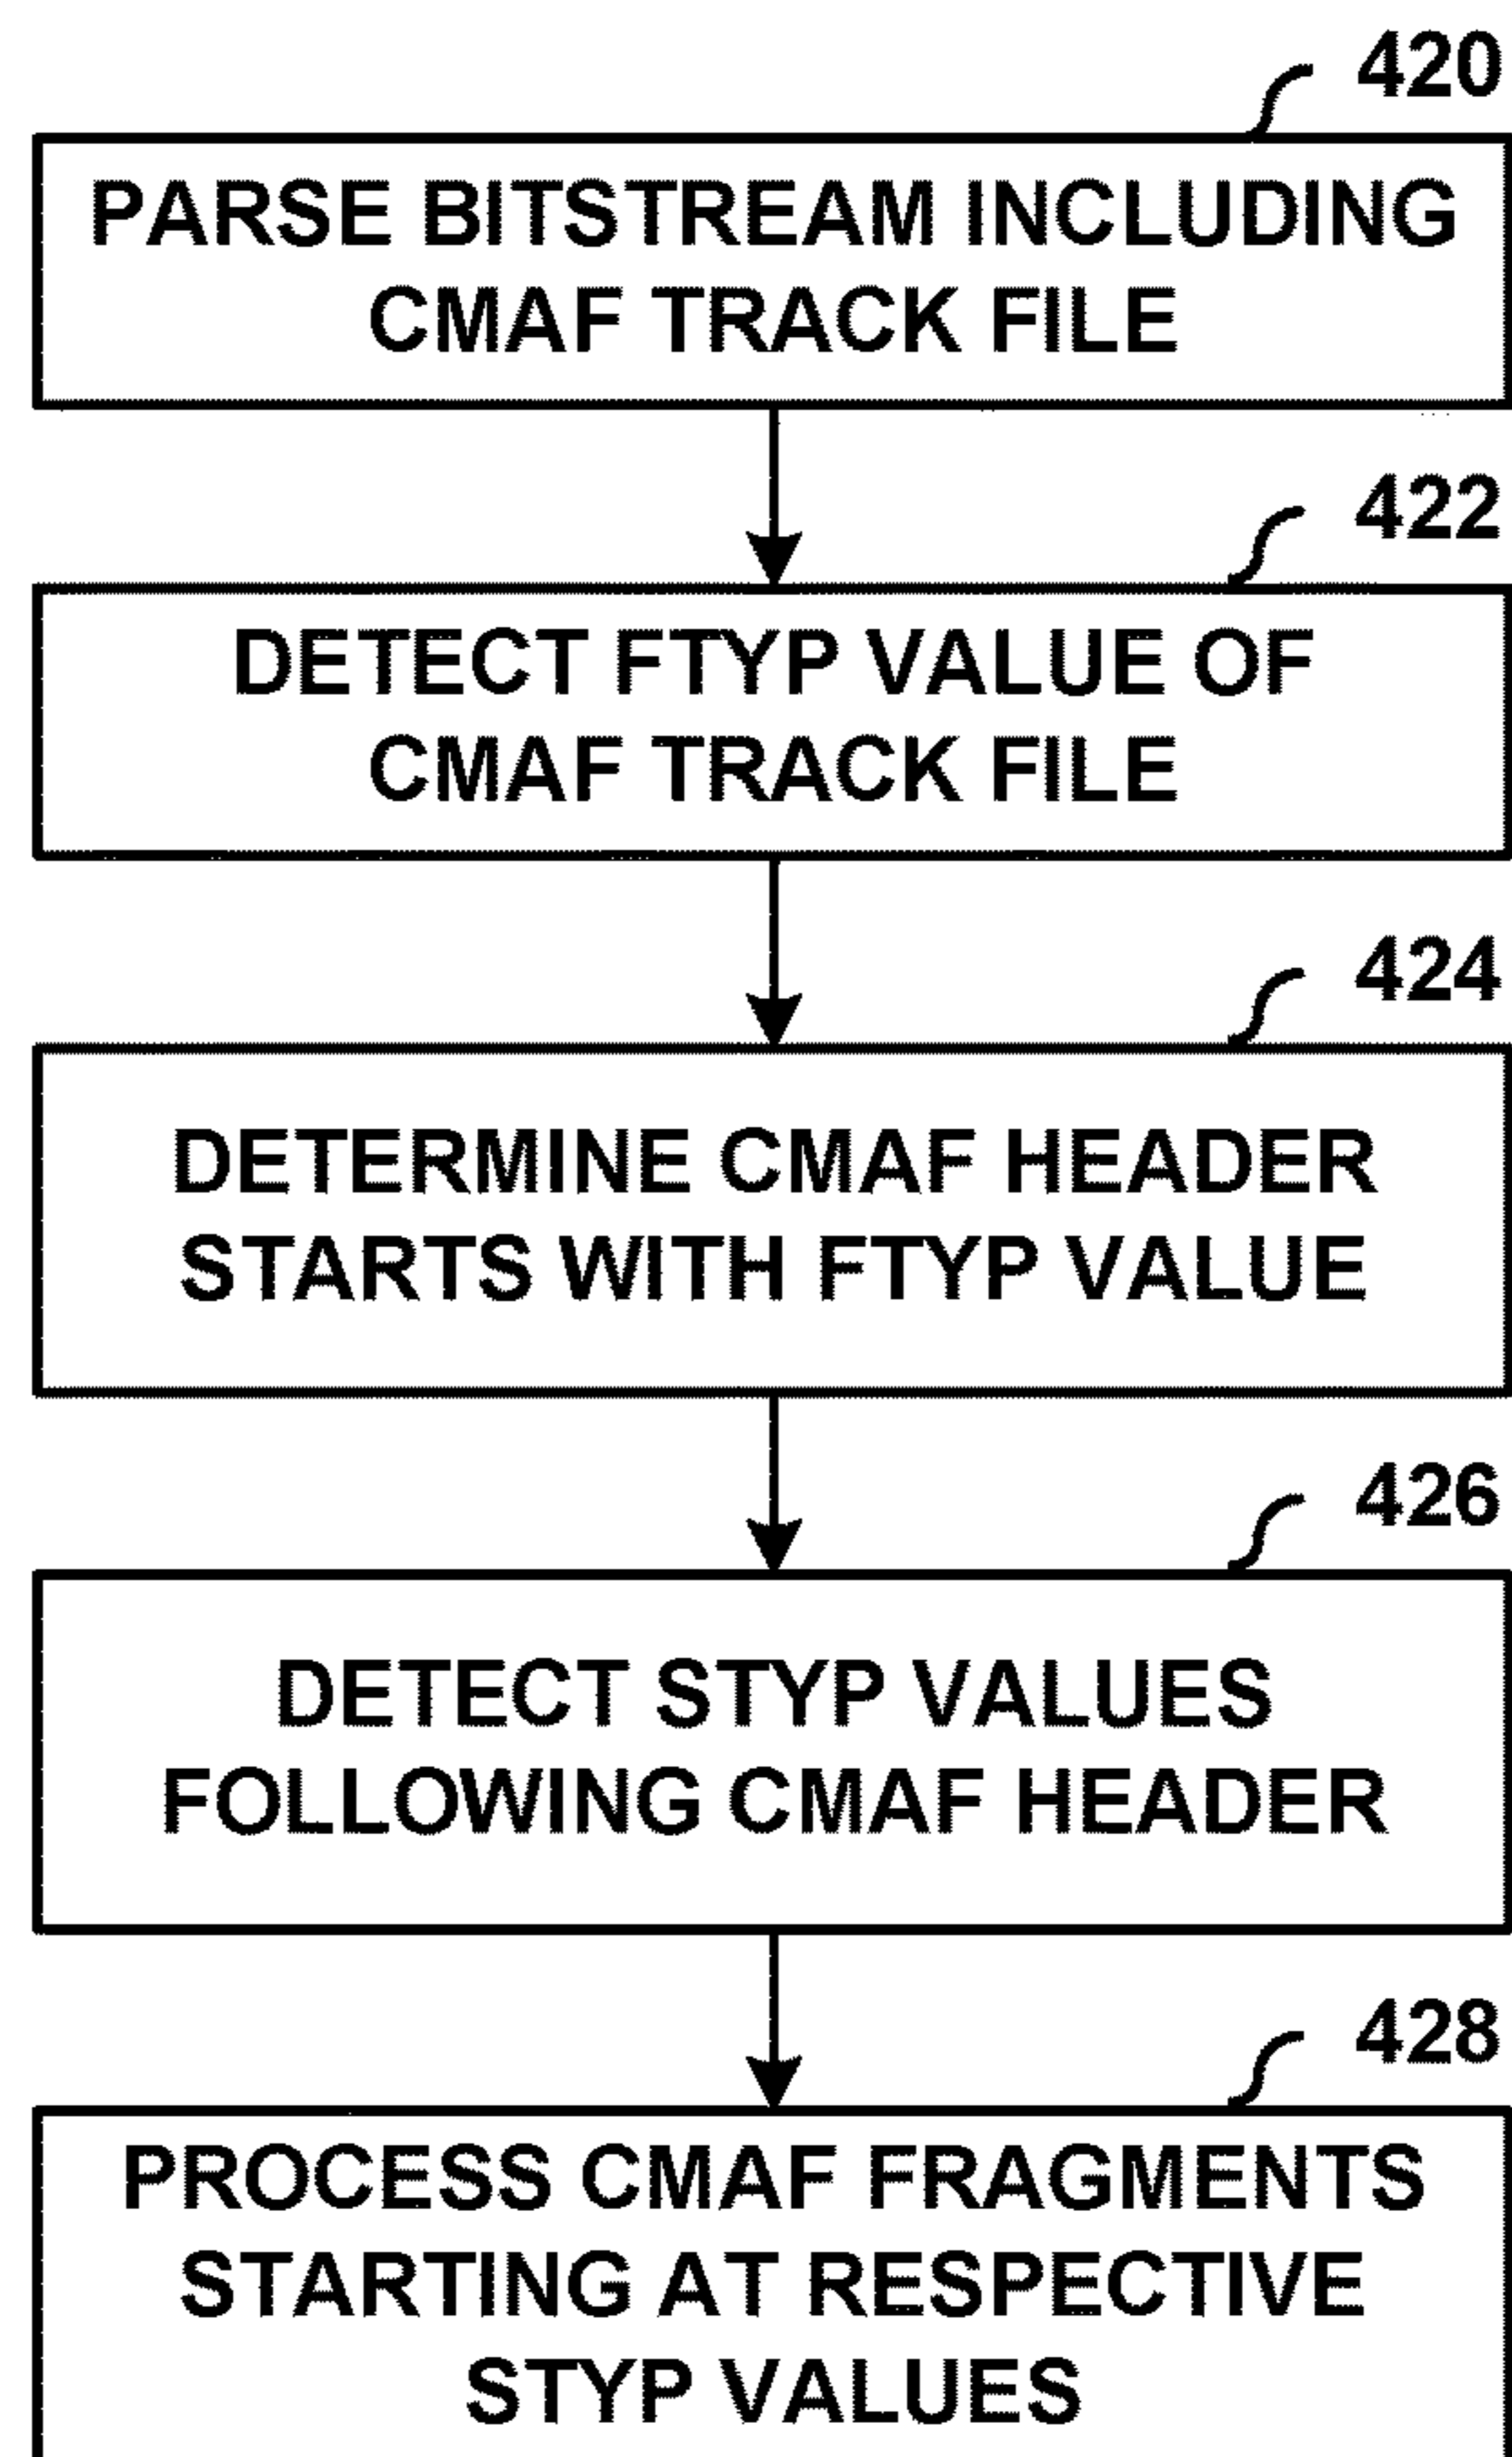 420
PARSE BITSTREAM INCLUDING
CMAF TRACK FILE
422
DETECT FTYP VALUE OF
CMAF TRACK FILE
424
DETERMINE CMAF HEADER
STARTS WITH FTYP VALUE
426
DETECT STYP VALUES
FOLLOWING CMAF HEADER
428
PROCESS CMAF FRAGMENTS
STARTING AT RESPECTIVE
STYP VALUES